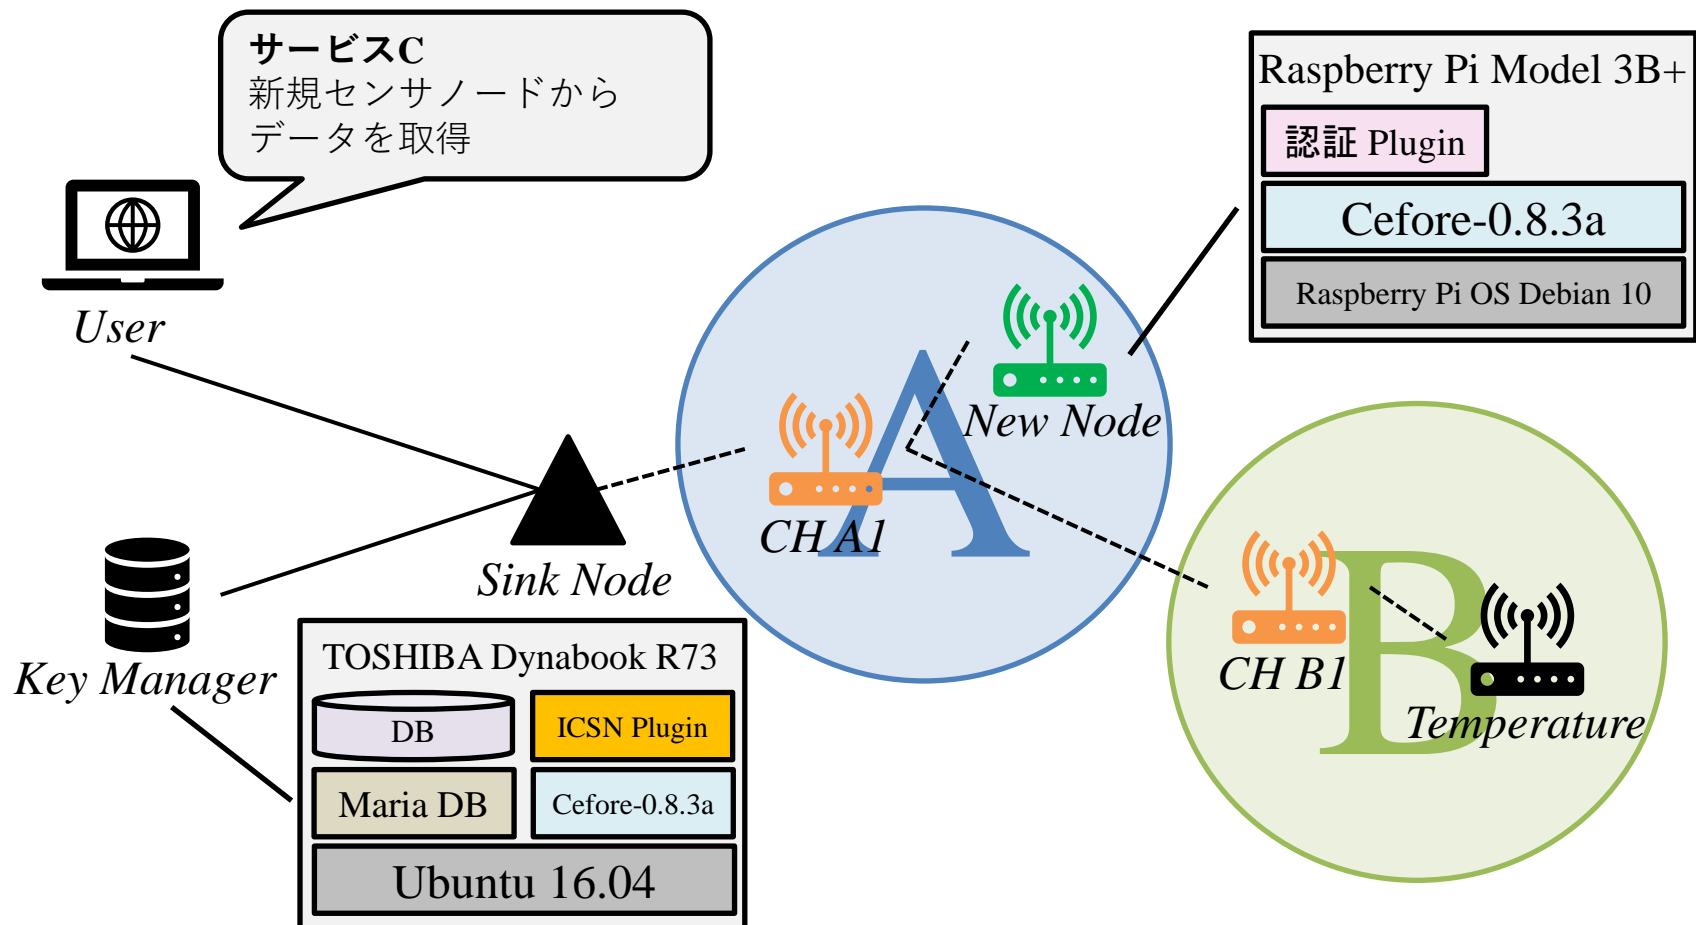 サービスC
新規センサノードから
データを取得
User
Key Manager
Sink Node
TOSHIBA Dynabook R73
DB
ICSN Plugin
Maria DB
Cefore-0.8.3a
Ubuntu 16.04
A
CH A1
New Node
Raspberry Pi Model 3B+
認証 Plugin
Cefore-0.8.3a
Raspberry Pi OS Debian 10
B
CH B1
Temperature